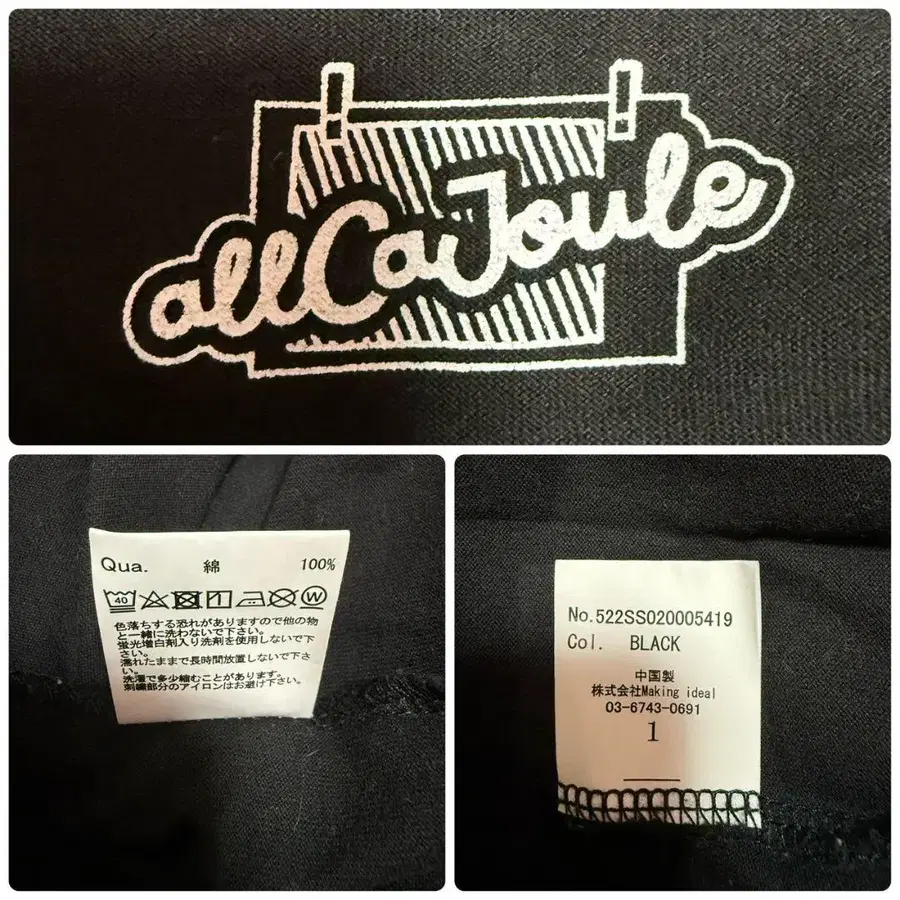 allCaJoule
Qua. 綿 100%
40
色落ちする恐れがありますので他の物
と一緒に洗わないで下さい。
蛍光増白剤入り洗剤を使用しないで下
さい。
濡れたままで長時間放置しないで下さ
い。
洗濯で多少縮むことがあります。
刺繍部分のアイロンはお避け下さい。
No.522SS020005419
Col. BLACK
中国製
株式会社Making ideal
03-6743-0691
1